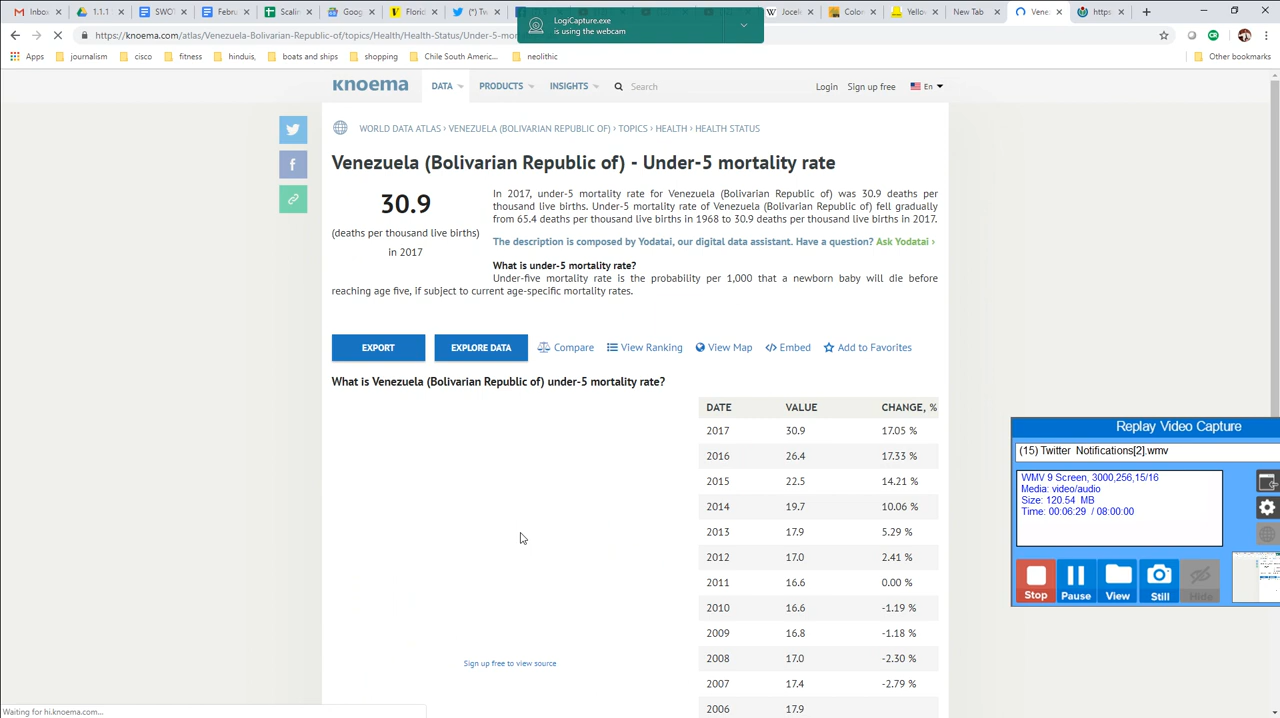 Inbox
1.1.1
SWO
Febru
Scalin
Goog
Florid
(*) Tw
LogiCapture.exe
is using the webcam
Jocel
Colo
Yello
New Tab
Vene
https
https://knoema.com/atlas/Venezuela-Bolivarian-Republic-of/topics/Health/Health-Status/Under-5-mor
Apps journalism cisco fitness hinduis, boats and ships shopping Chile South Americ... neolithic Other bookmarks
knoema DATA PRODUCTS INSIGHTS Search Login Sign up free En
WORLD DATA ATLAS › VENEZUELA (BOLIVARIAN REPUBLIC OF) › TOPICS › HEALTH › HEALTH STATUS
Venezuela (Bolivarian Republic of) - Under-5 mortality rate
30.9
(deaths per thousand live births)
in 2017
In 2017, under-5 mortality rate for Venezuela (Bolivarian Republic of) was 30.9 deaths per
thousand live births. Under-5 mortality rate of Venezuela (Bolivarian Republic of) fell gradually
from 65.4 deaths per thousand live births in 1968 to 30.9 deaths per thousand live births in 2017.
The description is composed by Yodatai, our digital data assistant. Have a question? Ask Yodatai ›
What is under-5 mortality rate?
Under-five mortality rate is the probability per 1,000 that a newborn baby will die before
reaching age five, if subject to current age-specific mortality rates.
EXPORT EXPLORE DATA Compare View Ranking View Map Embed Add to Favorites
What is Venezuela (Bolivarian Republic of) under-5 mortality rate?
DATE VALUE CHANGE, %
2017 30.9 17.05 %
2016 26.4 17.33 %
2015 22.5 14.21 %
2014 19.7 10.06 %
2013 17.9 5.29 %
2012 17.0 2.41 %
2011 16.6 0.00 %
2010 16.6 -1.19 %
2009 16.8 -1.18 %
2008 17.0 -2.30 %
2007 17.4 -2.79 %
2006 17.9
Sign up free to view source
Waiting for hi.knoema.com...
Replay Video Capture
(15) Twitter Notifications[2].wmv
WMV 9 Screen, 3000,256,15/16
Media: video/audio
Size: 120.54 MB
Time: 00:06:29 / 08:00:00
Stop Pause View Still Hide